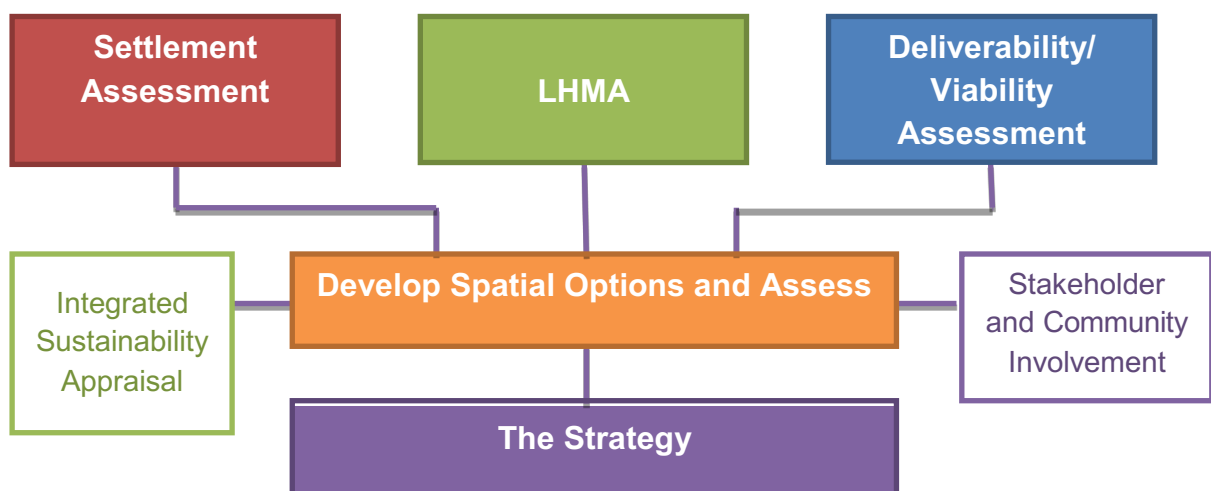 Settlement
Assessment
LHMA
Deliverability/
Viability
Assessment
Integrated
Sustainability
Appraisal
Develop Spatial Options and Assess
Stakeholder
and Community
Involvement
The Strategy